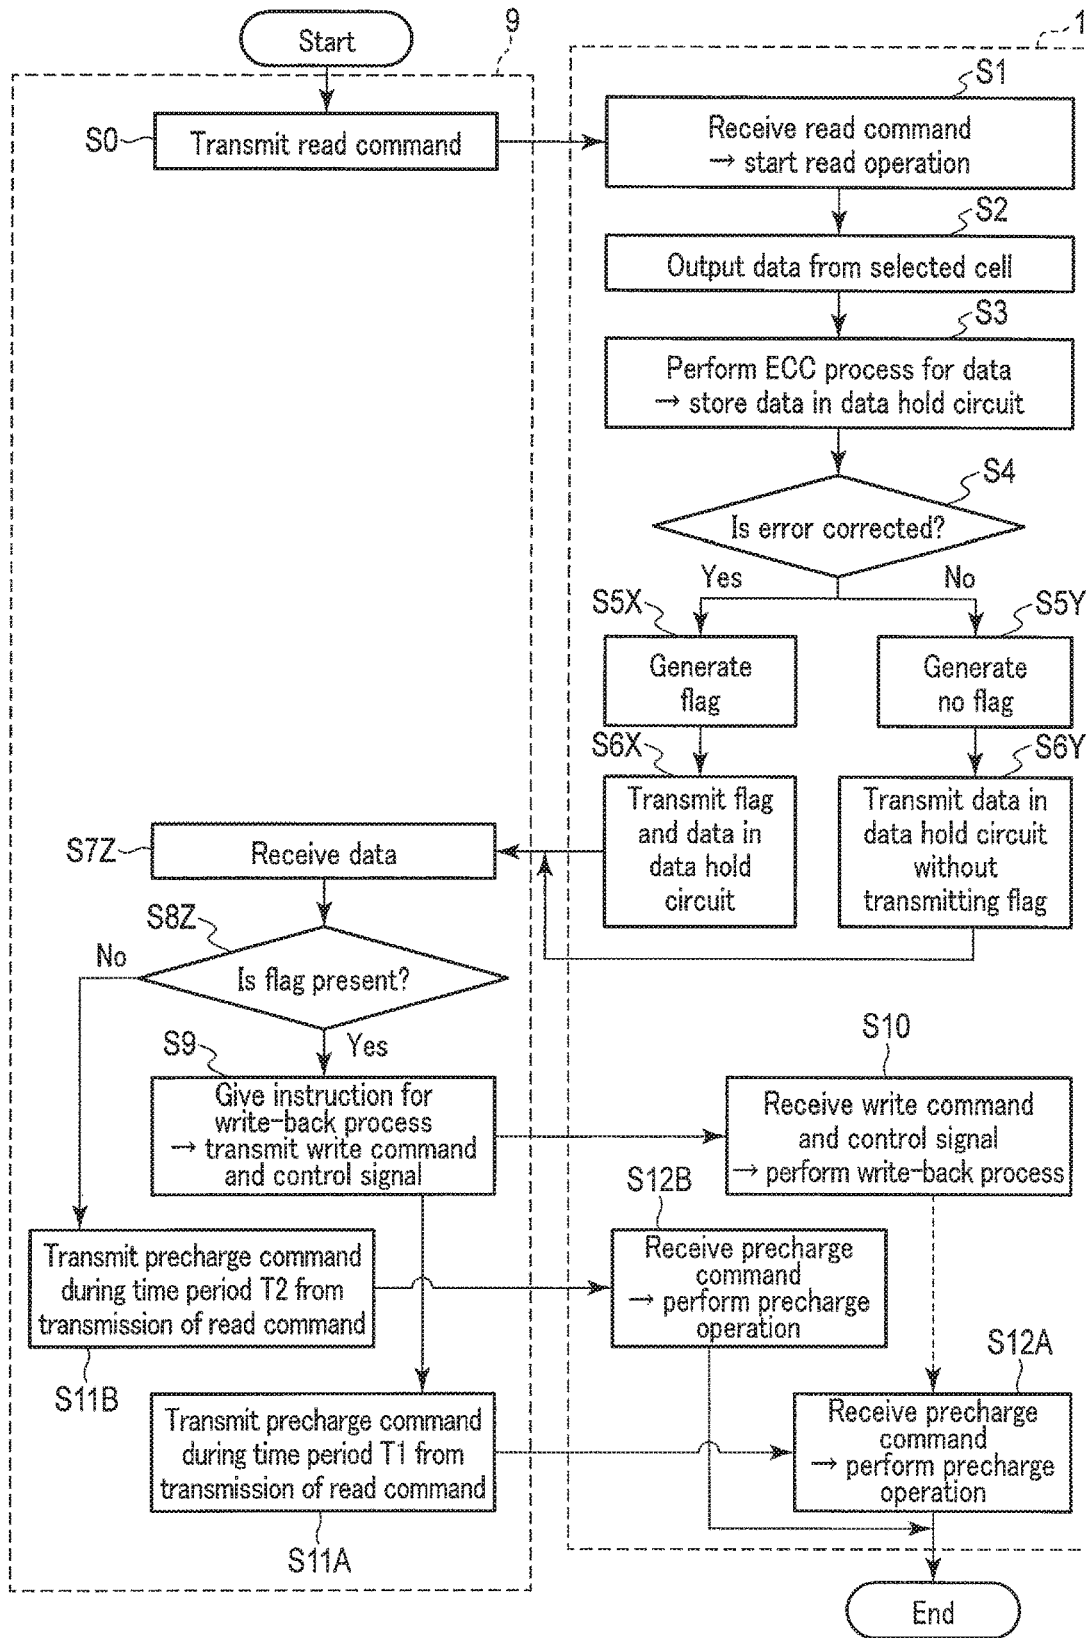 Start
9
1
S0
Transmit read command
S1
Receive read command
→ start read operation
S2
Output data from selected cell
S3
Perform ECC process for data
→ store data in data hold circuit
S4
Is error corrected?
Yes
No
S5X
Generate
flag
S5Y
Generate
no flag
S6X
Transmit flag
and data in
data hold
circuit
S6Y
Transmit data in
data hold circuit
without
transmitting flag
S7Z
Receive data
S8Z
Is flag present?
No
Yes
S9
Give instruction for
write-back process
→ transmit write command
and control signal
S10
Receive write command
and control signal
→ perform write-back process
S11B
Transmit precharge command
during time period T2 from
transmission of read command
S12B
Receive precharge
command
→ perform precharge
operation
S11A
Transmit precharge command
during time period T1 from
transmission of read command
S12A
Receive precharge
command
→ perform precharge
operation
End